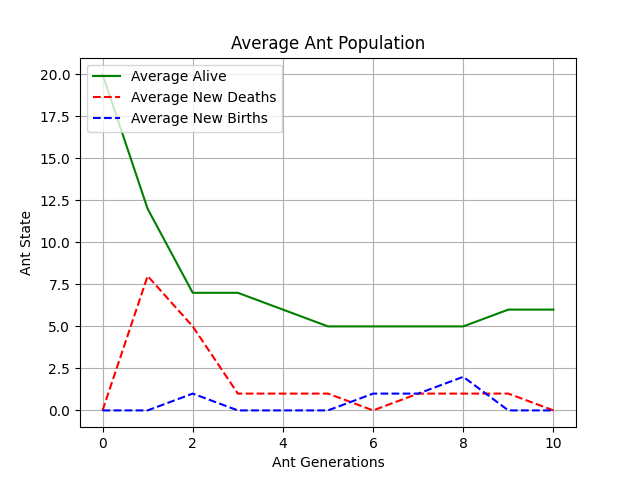 Average Ant Population
Average Alive
Average New Deaths
Average New Births
20.0
17.5
15.0
12.5
10.0
7.5
5.0
2.5
0.0
Ant State
0 2 4 6 8 10
Ant Generations